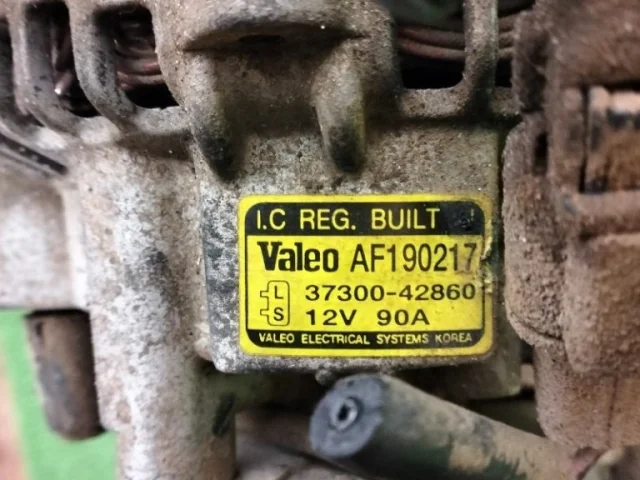 I.C REG. BUILT
Valeo AF190217
L 37300-42860
S 12V 90A
VALEO ELECTRICAL SYSTEMS KOREA